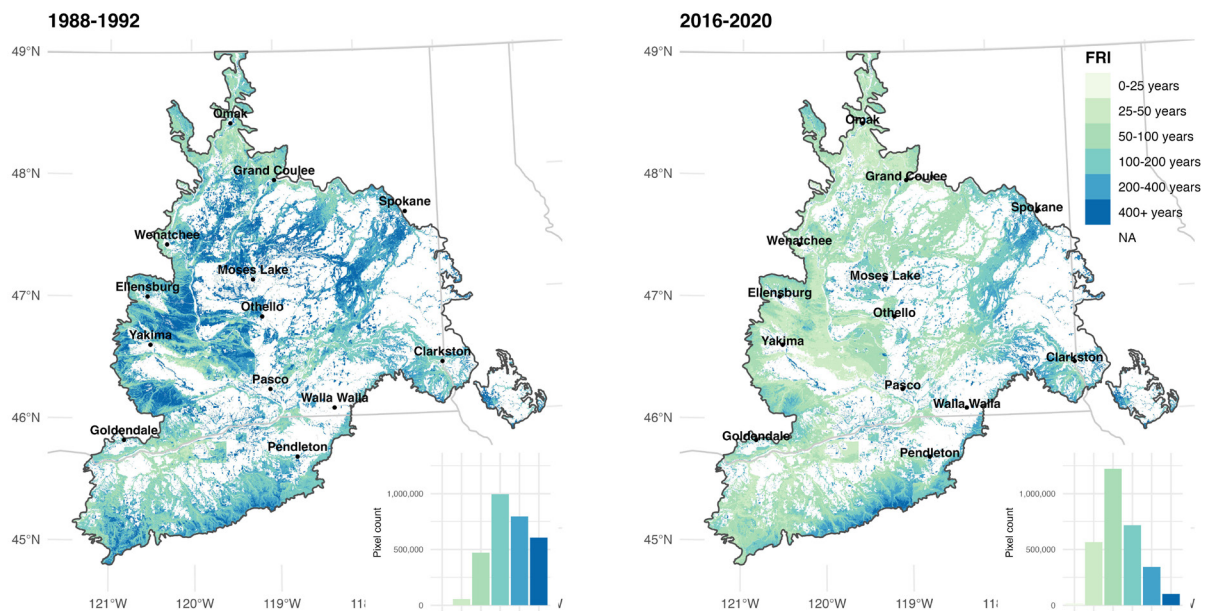 1988-1992
49°N
48°N
47°N
46°N
45°N
121°W
120°W
119°W
Omak
Grand Coulee
Spokane
Wenatchee
Moses Lake
Ellensburg
Othello
Yakima
Clarkston
Pasco
Walla Walla
Goldendale
Pendleton
Pixel count
1,000,000
500,000
0
2016-2020
49°N
48°N
47°N
46°N
45°N
121°W
120°W
119°W
Omak
Grand Coulee
Spokane
Wenatchee
Moses Lake
Ellensburg
Othello
Yakima
Clarkston
Pasco
Walla Walla
Goldendale
Pendleton
FRI
0-25 years
25-50 years
50-100 years
100-200 years
200-400 years
400+ years
NA
Pixel count
1,000,000
500,000
0